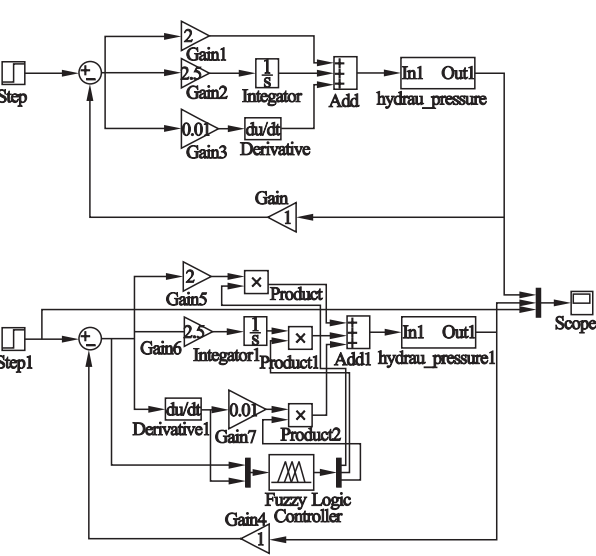 2
Gain1
Step
+
−
2.5
Gain2
1
s
Integator
+
+
+
Add
In1 Out1
hydrau_pressure
0.01
Gain3
du/dt
Derivative
Gain
1
2
Gain5
×
Product
Scope
Step1
+
−
2.5
Gain6
1
s
Integator1
×
Product1
+
+
+
Add1
In1 Out1
hydrau_pressure1
du/dt
Derivative1
0.01
Gain7
×
Product2
Fuzzy Logic
Controller
Gain4
1